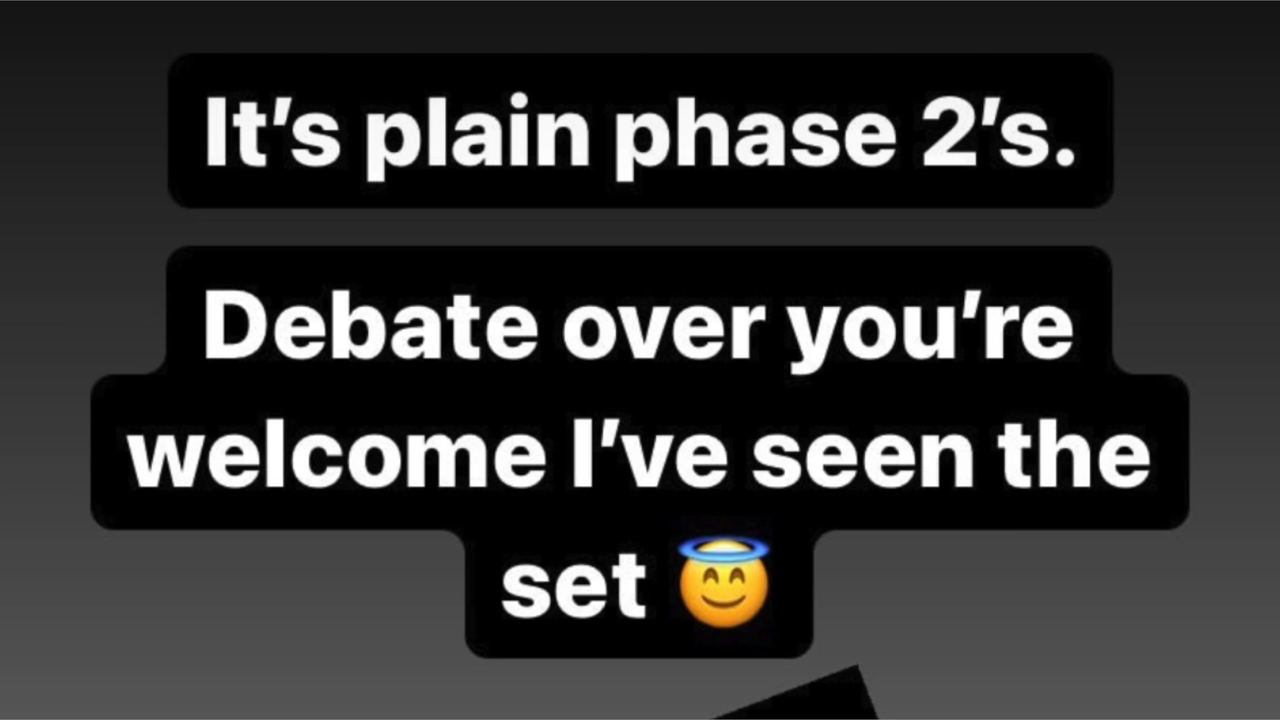 It’s plain phase 2’s.
Debate over you’re
welcome I’ve seen the
set 😇